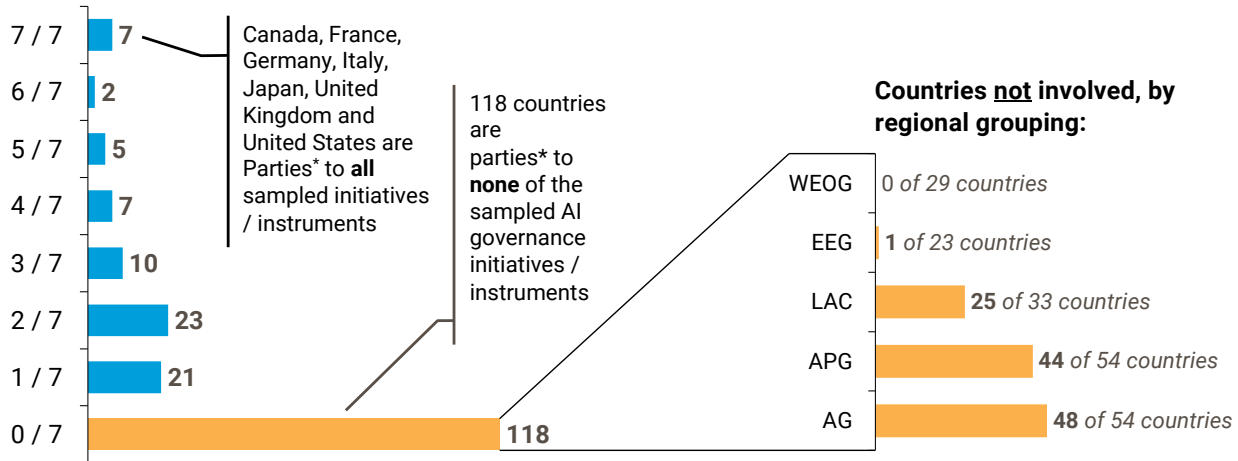 7 / 7
7
Canada, France,
Germany, Italy,
Japan, United
Kingdom and
United States are
Parties* to all
sampled initiatives
/ instruments
6 / 7
2
5 / 7
5
4 / 7
7
3 / 7
10
2 / 7
23
1 / 7
21
0 / 7
118
118 countries
are
parties* to
none of the
sampled AI
governance
initiatives /
instruments
Countries not involved, by
regional grouping:
WEOG 0 of 29 countries
EEG 1 of 23 countries
LAC 25 of 33 countries
APG 44 of 54 countries
AG 48 of 54 countries